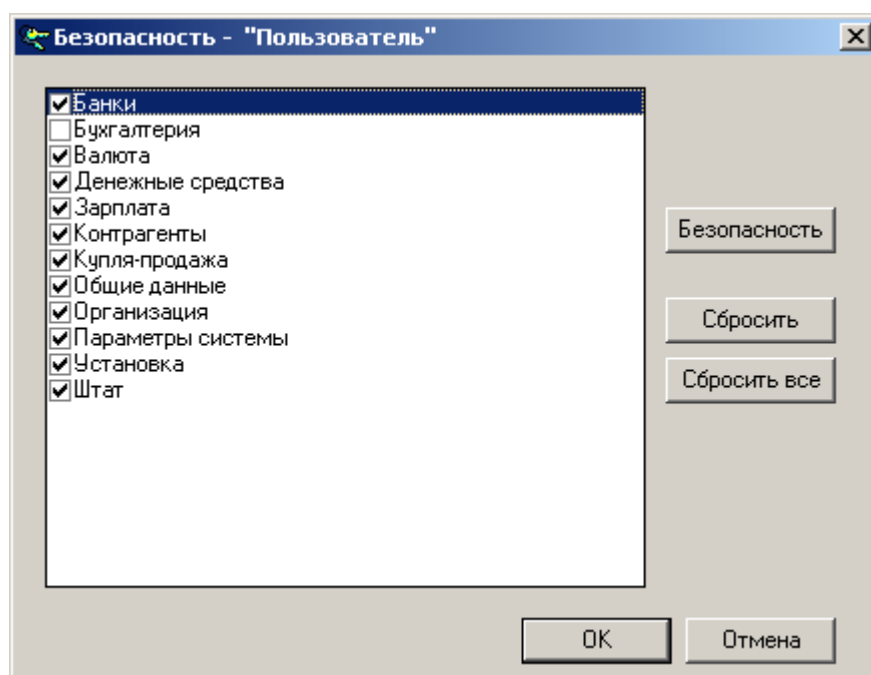 Безопасность - "Пользователь"
Банки
Бухгалтерия
Валюта
Денежные средства
Зарплата
Контрагенты
Купля-продажа
Общие данные
Организация
Параметры системы
Установка
Штат
Безопасность
Сбросить
Сбросить все
OK
Отмена